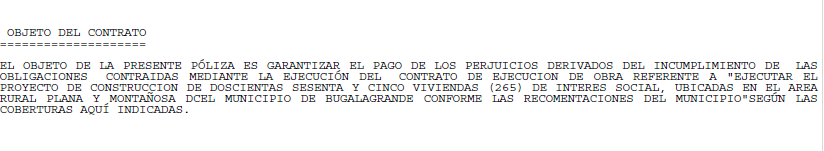 OBJETO DEL CONTRATO
====================
EL OBJETO DE LA PRESENTE PÓLIZA ES GARANTIZAR EL PAGO DE LOS PERJUICIOS DERIVADOS DEL INCUMPLIMIENTO DE LAS
OBLIGACIONES CONTRAIDAS MEDIANTE LA EJECUCIÓN DEL CONTRATO DE EJECUCION DE OBRA REFERENTE A "EJECUTAR EL
PROYECTO DE CONSTRUCCION DE DOSCIENTAS SESENTA Y CINCO VIVIENDAS (265) DE INTERES SOCIAL, UBICADAS EN EL AREA
RURAL PLANA Y MONTAÑOSA DCEL MUNICIPIO DE BUGALAGRANDE CONFORME LAS RECOMENTACIONES DEL MUNICIPIO"SEGÚN LAS
COBERTURAS AQUÍ INDICADAS.